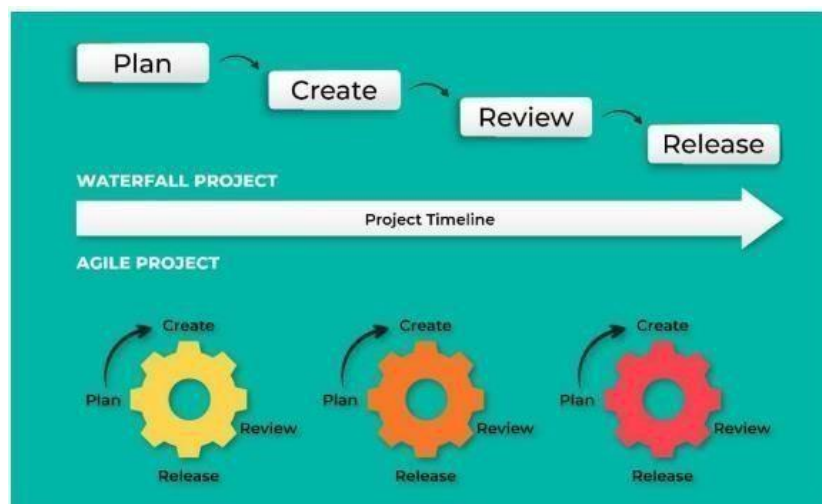 Plan
Create
Review
Release
WATERFALL PROJECT
Project Timeline
AGILE PROJECT
Create
Plan
Review
Release
Create
Plan
Review
Release
Create
Plan
Review
Release